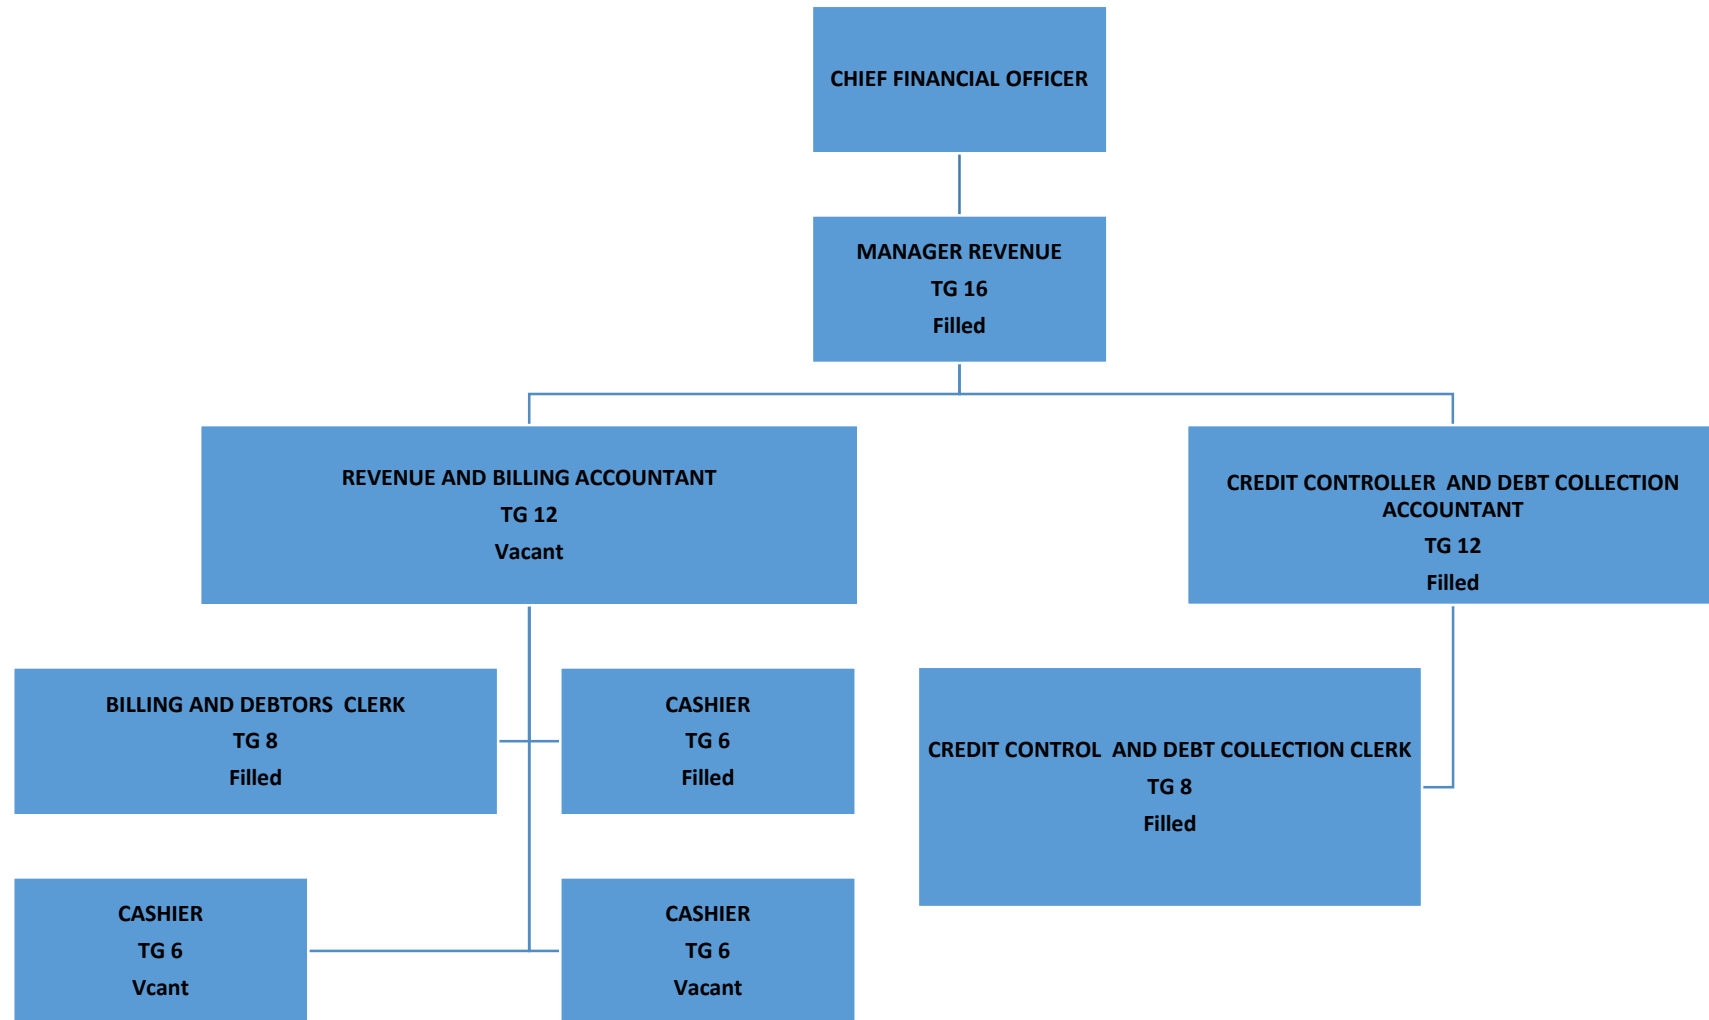 CHIEF FINANCIAL OFFICER
MANAGER REVENUE
TG 16
Filled
REVENUE AND BILLING ACCOUNTANT
TG 12
Vacant
CREDIT CONTROLLER  AND DEBT COLLECTION
ACCOUNTANT
TG 12
Filled
BILLING AND DEBTORS  CLERK
TG 8
Filled
CASHIER
TG 6
Filled
CREDIT CONTROL  AND DEBT COLLECTION CLERK
TG 8
Filled
CASHIER
TG 6
Vcant
CASHIER
TG 6
Vacant